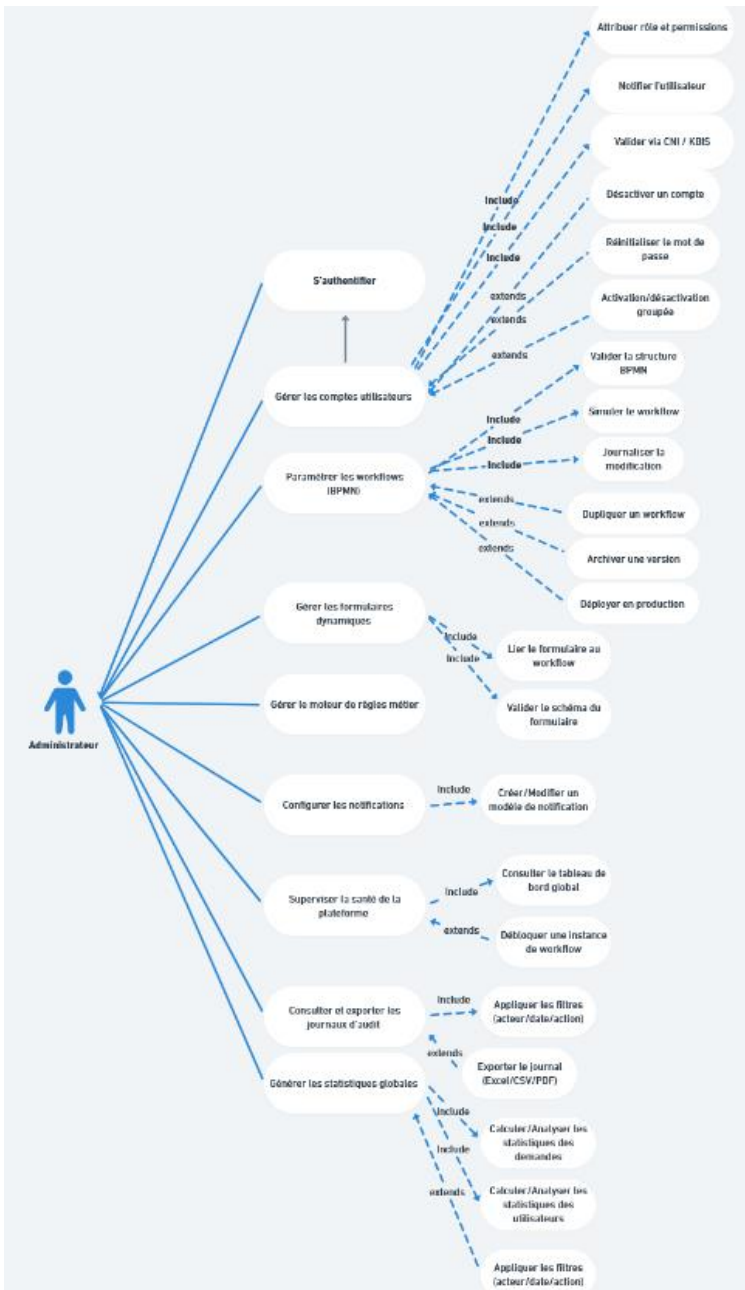 Attribuer rôle et permissions
Notifier l'utilisateur
Valider via CNI / KBIS
Désactiver un compte
Include
Include
Réinitialiser le mot de
passe
Include
S'authentifier
extends
Activation/désactivation
groupée
extends
extends
Valider la structure
BPMN
Gérer les comptes utilisateurs
Simuler le workflow
Include
Include
Journaliser la
modification
Include
Paramétrer les workflows
(BPMN)
extends
Dupliquer un workflow
extends
extends
Archiver une version
Déployer en production
Gérer les formulaires
dynamiques
Include
Include
Lier le formulaire au
workflow
Gérer le moteur de règles métier
Valider le schéma du
formulaire
Administrateur
Include
Configurer les notifications
Créer/Modifier un
modèle de notification
Consulter le tableau de
bord global
Include
Superviser la santé de la
plateforme
extends
Débloquer une instance
de workflow
Include
Consulter et exporter les
journaux d'audit
Appliquer les filtres
(acteur/date/action)
extends
Exporter le journal
(Excel/CSV/PDF)
Générer les statistiques globales
Include
Calculer/Analyser les
statistiques des
demandes
Include
extends
Calculer/Analyser les
statistiques des
utilisateurs
Appliquer les filtres
(acteur/date/action)